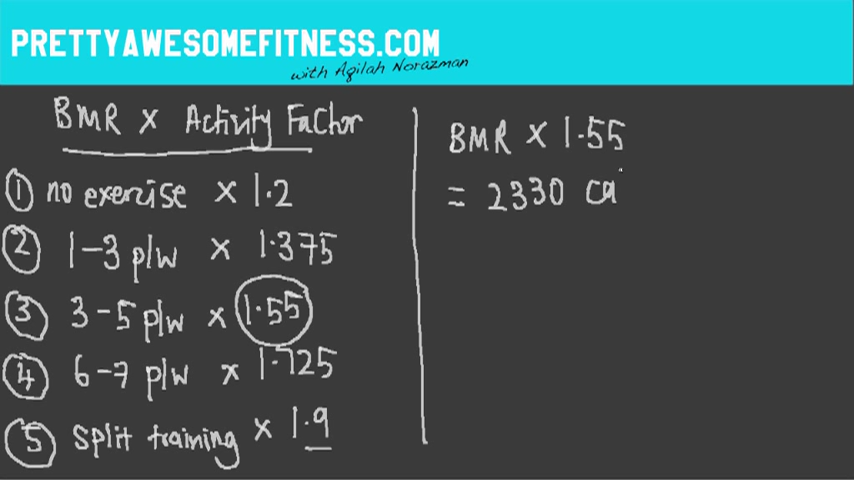 PRETTYAWESOMEFITNESS.COM
with Aqilah Norazman
BMR x Activity Factor
① no exercise x 1.2
② 1-3 p/w x 1.375
③ 3-5 p/w x 1.55
④ 6-7 p/w x 1.725
⑤ split training x 1.9
BMR x 1.55
= 2330 ca